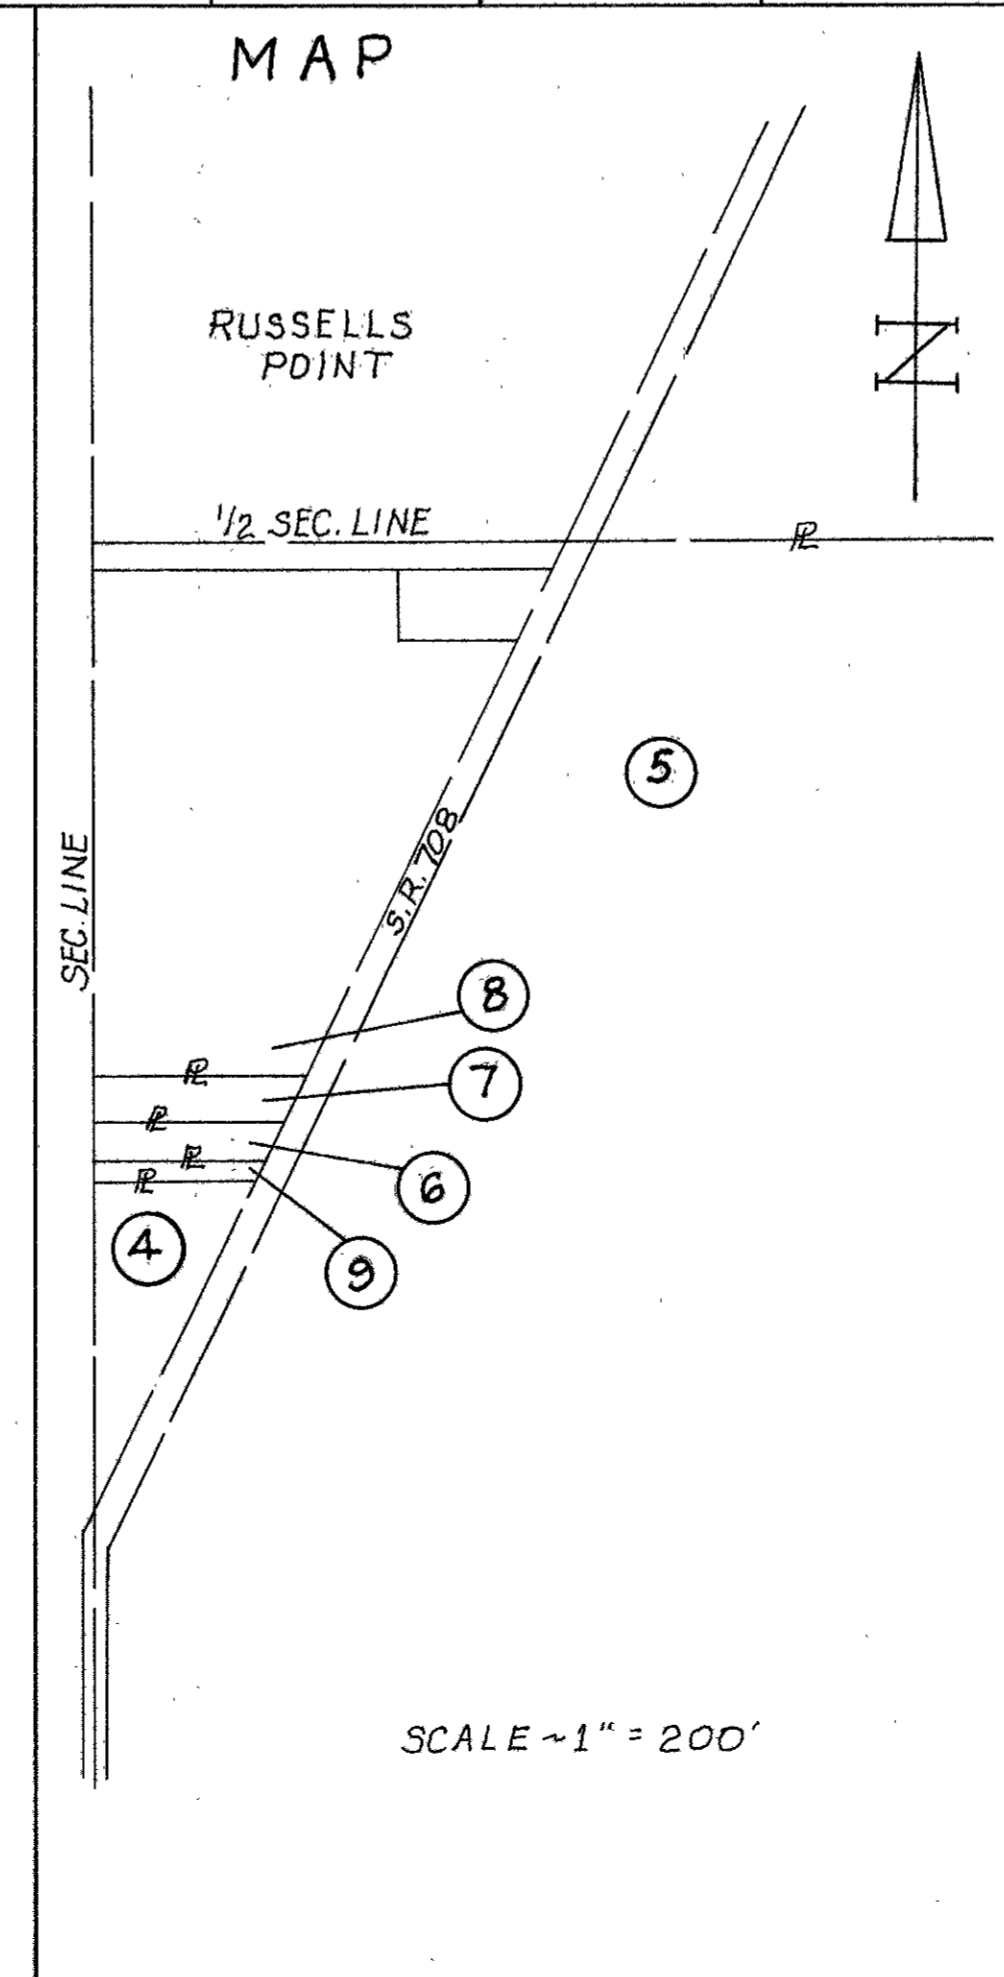 MAP
N
RUSSELLS
POINT
1/2 SEC. LINE
PL
5
S.R. 708
SEC. LINE
8
PL
7
PL
PL
6
PL
4
9
SCALE ~ 1" = 200'